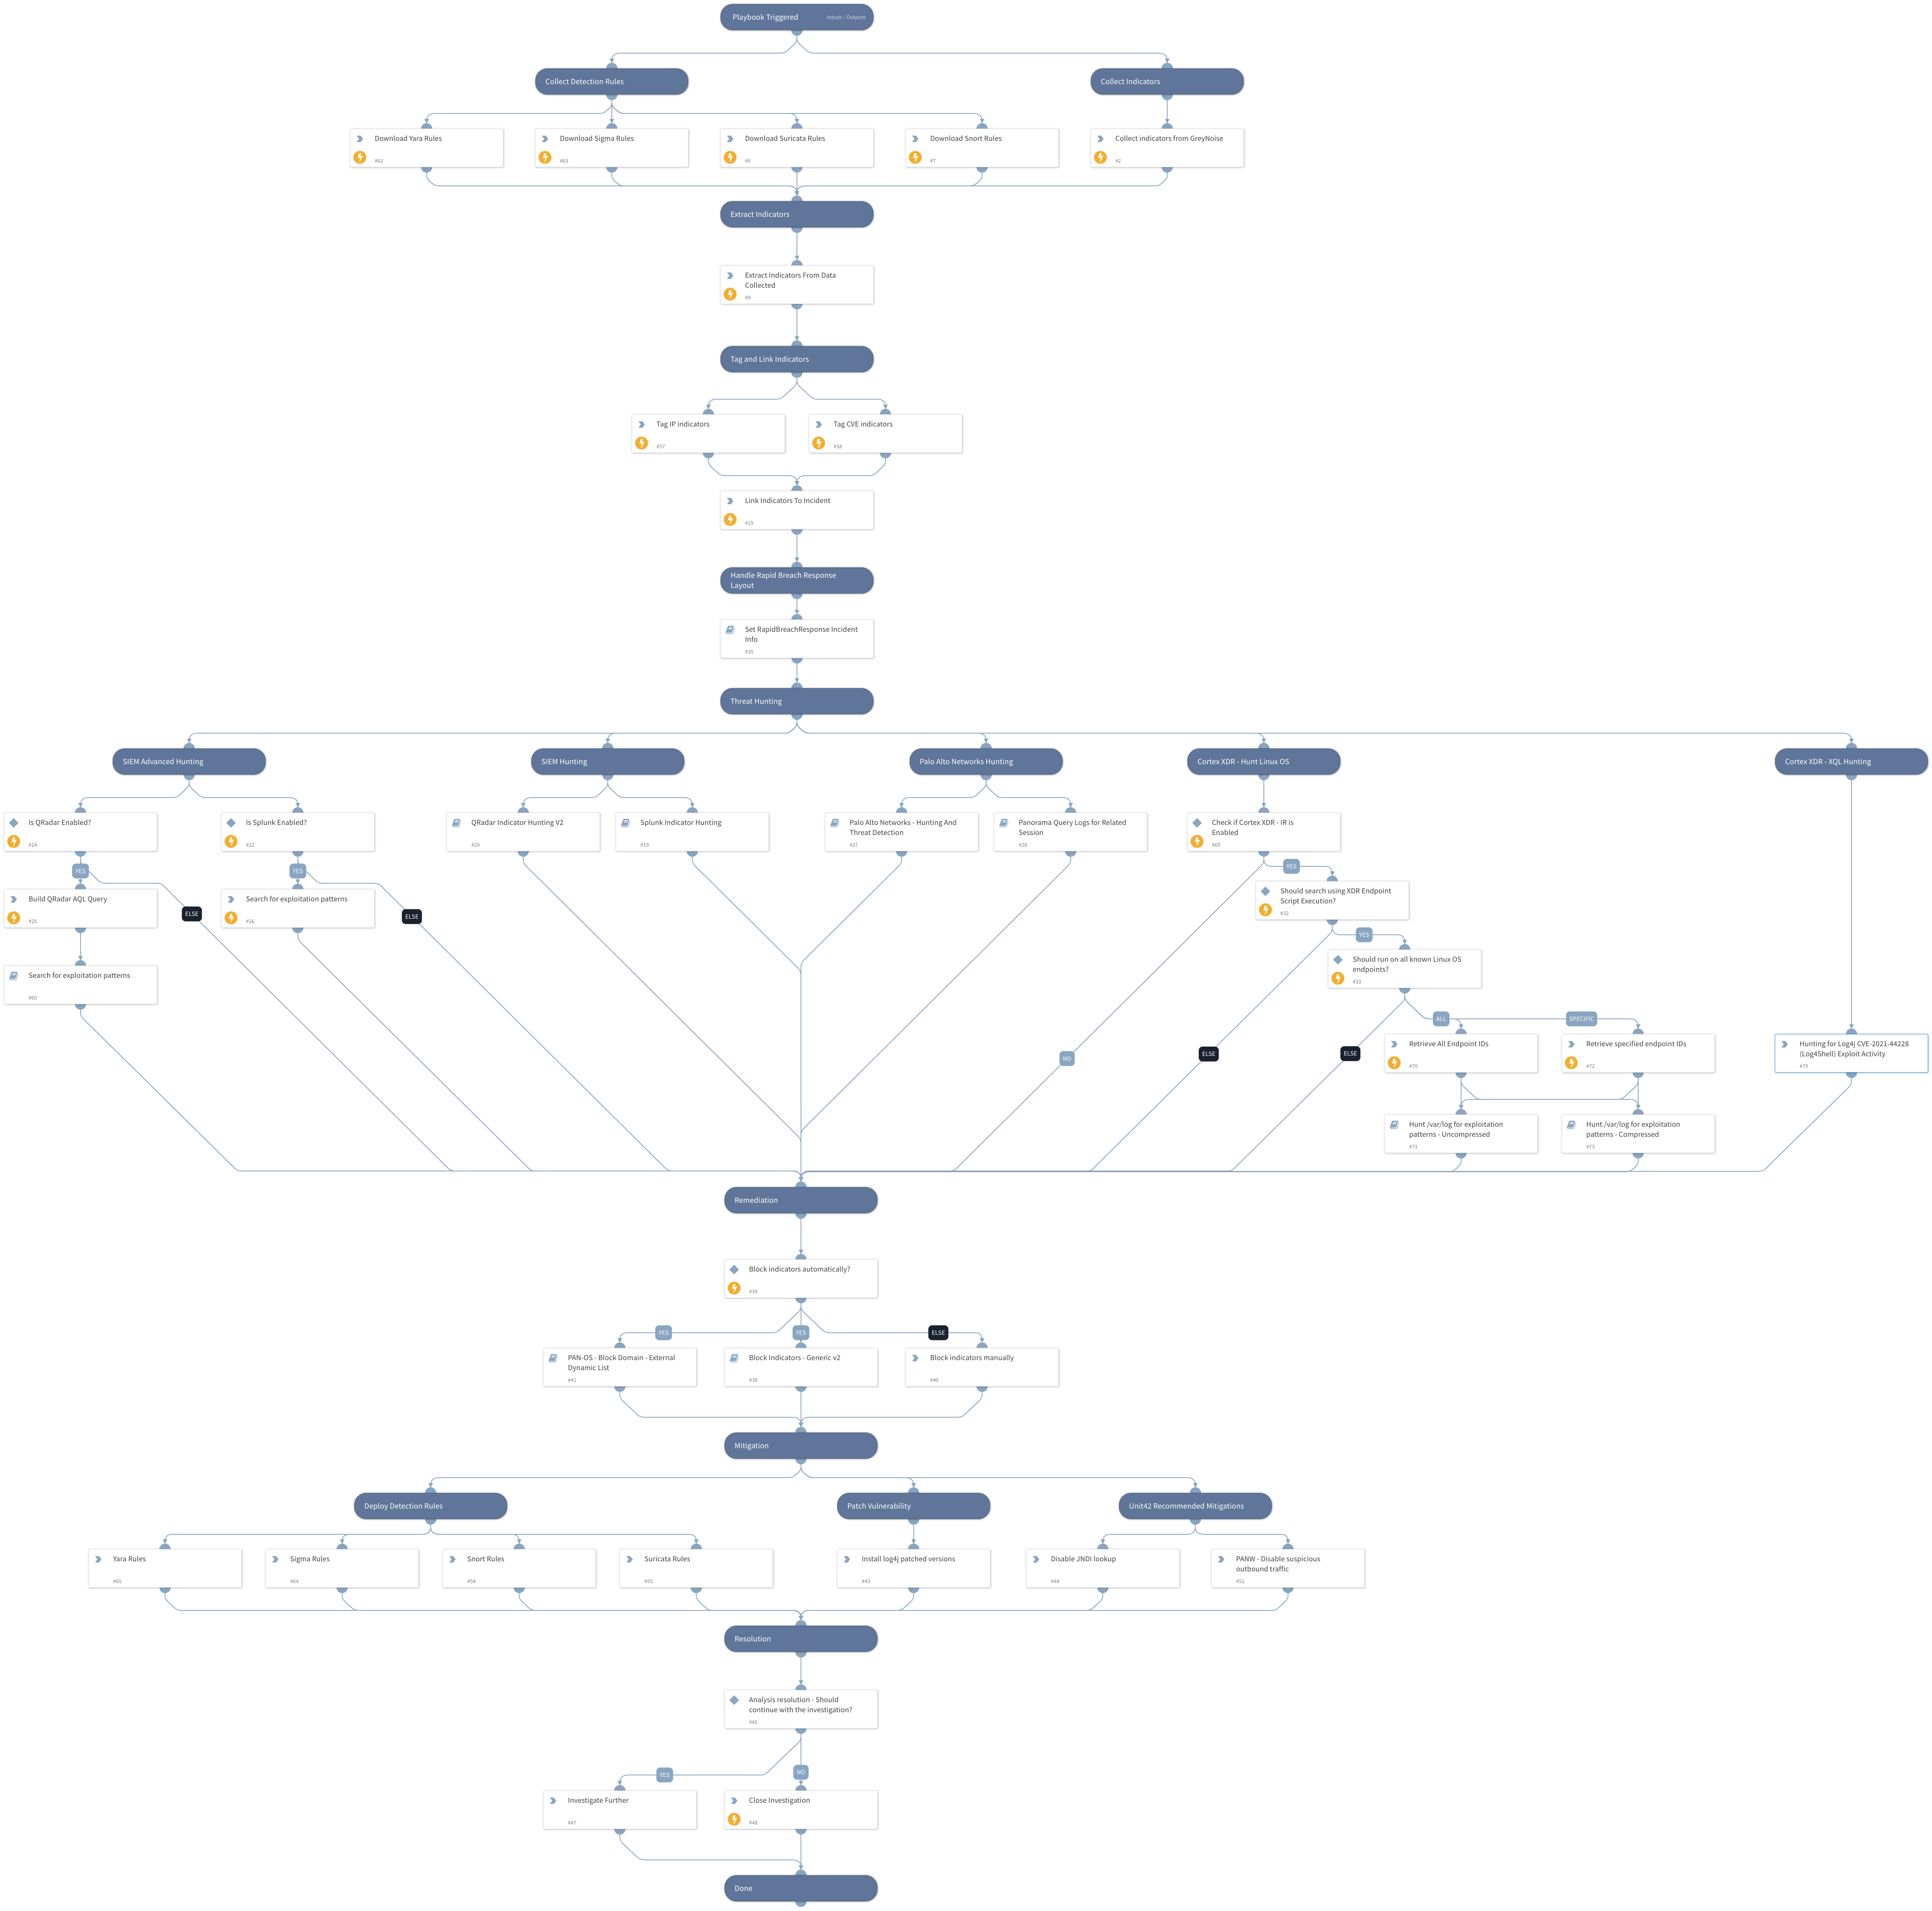 Playbook Triggered
Inputs / Outputs
Collect Detection Rules
Collect Indicators
Download Yara Rules
#62
Download Sigma Rules
#63
Download Suricata Rules
#6
Download Snort Rules
#7
Collect indicators from GreyNoise
#2
Extract Indicators
Extract Indicators From Data
Collected
#9
Tag and Link Indicators
Tag IP indicators
#57
Tag CVE indicators
#58
Link Indicators To Incident
#15
Handle Rapid Breach Response
Layout
Set RapidBreachResponse Incident
Info
#35
Threat Hunting
SIEM Advanced Hunting
SIEM Hunting
Palo Alto Networks Hunting
Cortex XDR - Hunt Linux OS
Cortex XDR - XQL Hunting
Is QRadar Enabled?
#24
Is Splunk Enabled?
#22
QRadar Indicator Hunting V2
#20
Splunk Indicator Hunting
#19
Palo Alto Networks - Hunting And
Threat Detection
#27
Panorama Query Logs for Related
Session
#28
Check if Cortex XDR - IR is
Enabled
#69
YES
YES
YES
Build QRadar AQL Query
#25
ELSE
Search for exploitation patterns
#26
ELSE
Should search using XDR Endpoint
Script Execution?
#32
YES
Search for exploitation patterns
#60
Should run on all known Linux OS
endpoints?
#33
ALL
SPECIFIC
NO
ELSE
ELSE
Retrieve All Endpoint IDs
#70
Retrieve specified endpoint IDs
#72
Hunting for Log4j CVE-2021-44228
(Log4Shell) Exploit Activity
#79
Hunt /var/log for exploitation
patterns - Uncompressed
#71
Hunt /var/log for exploitation
patterns - Compressed
#73
Remediation
Block indicators automatically?
#39
YES
YES
ELSE
PAN-OS - Block Domain - External
Dynamic List
#41
Block Indicators - Generic v2
#38
Block indicators manually
#40
Mitigation
Deploy Detection Rules
Patch Vulnerability
Unit42 Recommended Mitigations
Yara Rules
#65
Sigma Rules
#64
Snort Rules
#54
Suricata Rules
#55
Install log4j patched versions
#43
Disable JNDI lookup
#44
PANW - Disable suspicious
outbound traffic
#51
Resolution
Analysis resolution - Should
continue with the investigation?
#45
YES
NO
Investigate Further
#47
Close Investigation
#48
Done